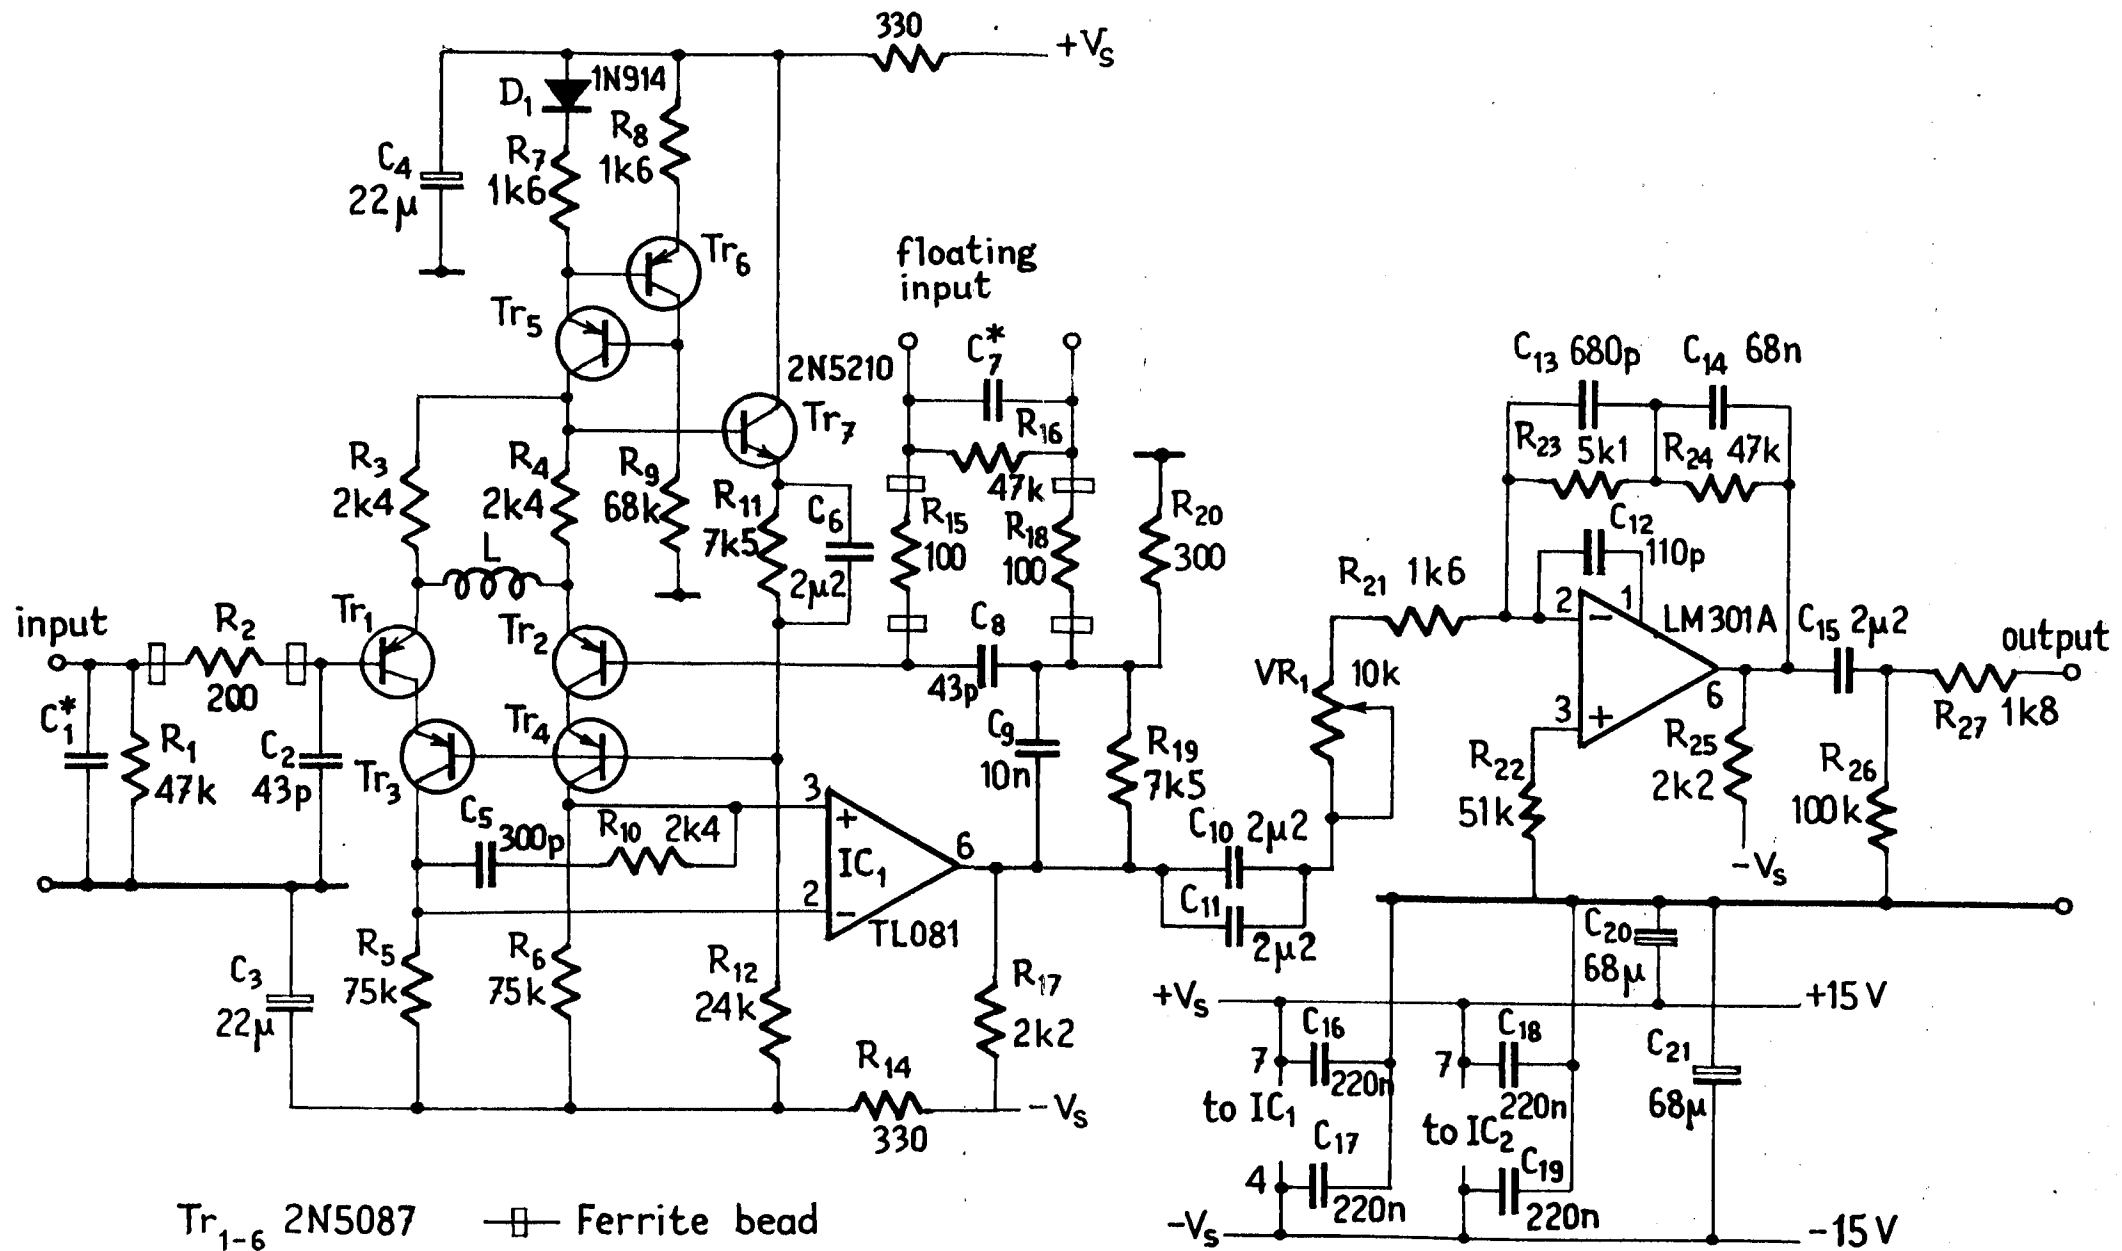 330
+Vs
D1
1N914
R7
1k6
R8
1k6
C4
22µ
Tr6
Tr5
floating
input
C7*
2N5210
Tr7
R16
47k
R3
2k4
R4
2k4
R9
68k
R11
7k5
C6
2µ2
R15
100
R18
100
R20
300
L
input
R2
200
Tr1
Tr2
C8
43p
C1*
R1
47k
C2
43p
Tr3
Tr4
C9
10n
R19
7k5
C5
300p
R10
2k4
3
+
IC1
6
2
−
TL081
C10 2µ2
C11
2µ2
C3
22µ
R5
75k
R6
75k
R12
24k
R17
2k2
R14
330
−Vs
C13 680p
C14 68n
R23 5k1
R24 47k
C12
110p
R21 1k6
2
−
1
LM301A
C15 2µ2
output
VR1 10k
3
+
6
R22
51k
R25
2k2
−Vs
R26
100k
R27 1k8
C20
68µ
+Vs
+15V
C16
7
220n
to IC1
C17
4
220n
C18
7
220n
to IC2
C19
220n
C21
68µ
−Vs
−15V
Tr1-6 2N5087
Ferrite bead